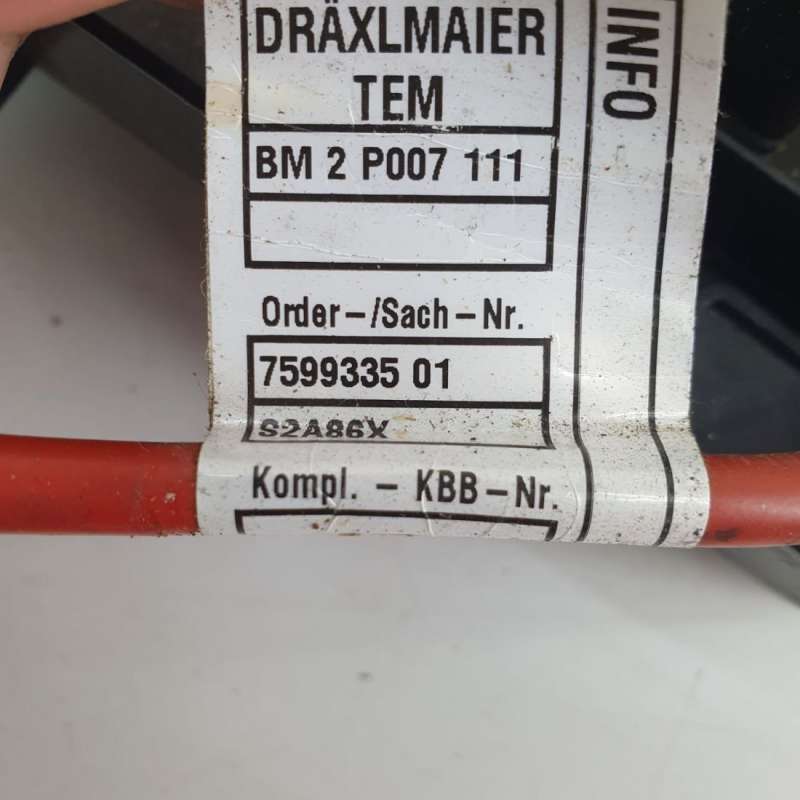 DRÄXLMAIER
TEM
BM 2 P007 111
Order-/Sach-Nr.
7599335 01
S2A86X
Kompl. - KBB-Nr.
INFO